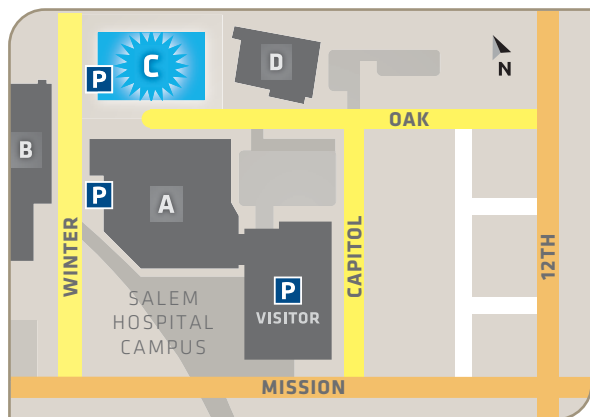 C
D
P
N
OAK
B
P
A
WINTER
CAPITOL
12TH
P
VISITOR
SALEM
HOSPITAL
CAMPUS
MISSION